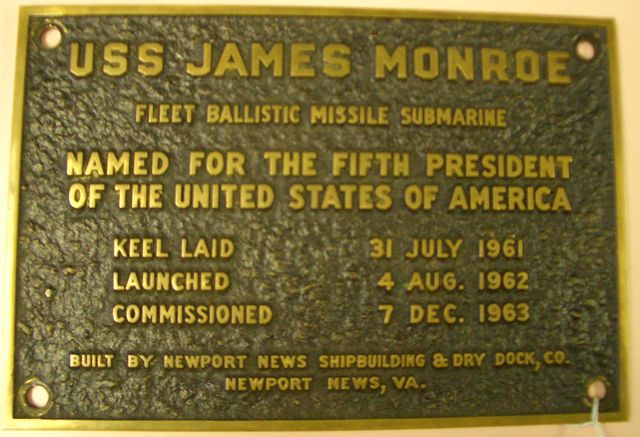 USS JAMES MONROE
FLEET BALLISTIC MISSILE SUBMARINE
NAMED FOR THE FIFTH PRESIDENT
OF THE UNITED STATES OF AMERICA
KEEL LAID 31 JULY 1961
LAUNCHED 4 AUG. 1962
COMMISSIONED 7 DEC. 1963
BUILT BY NEWPORT NEWS SHIPBUILDING & DRY DOCK, CO.
NEWPORT NEWS, VA.